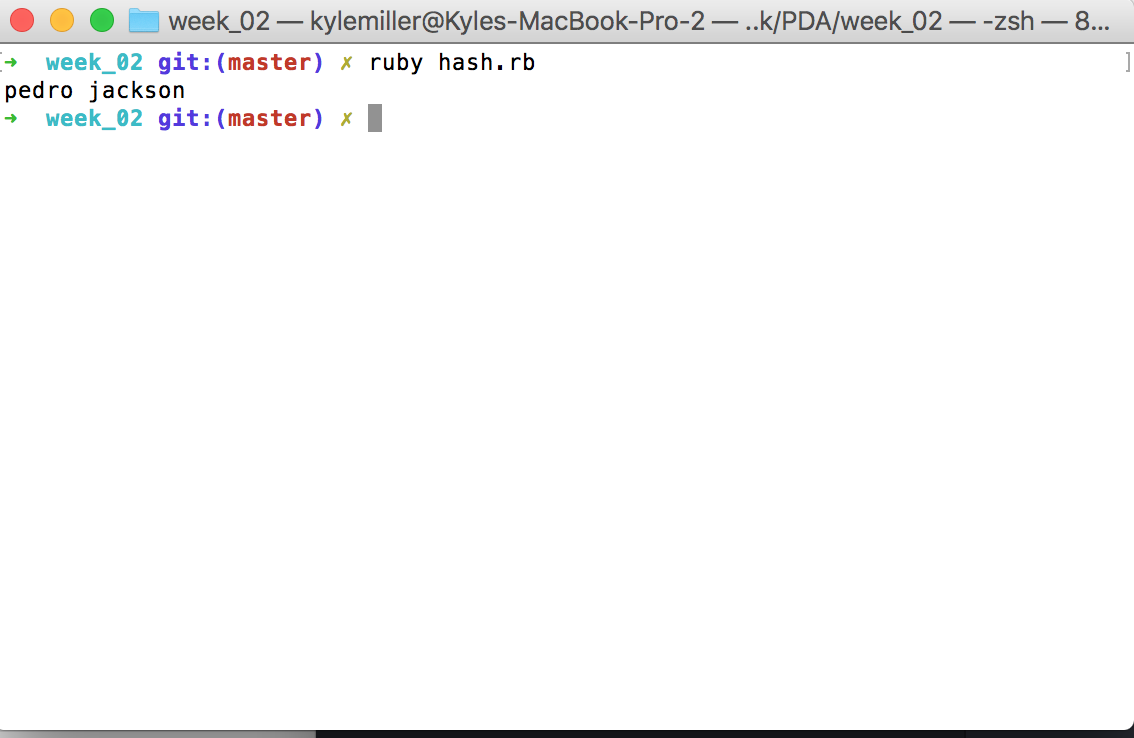 week_02 — kylemiller@Kyles-MacBook-Pro-2 — ..k/PDA/week_02 — -zsh — 8...
[➜  week_02 git:(master) ✗ ruby hash.rb ]
pedro jackson
➜  week_02 git:(master) ✗